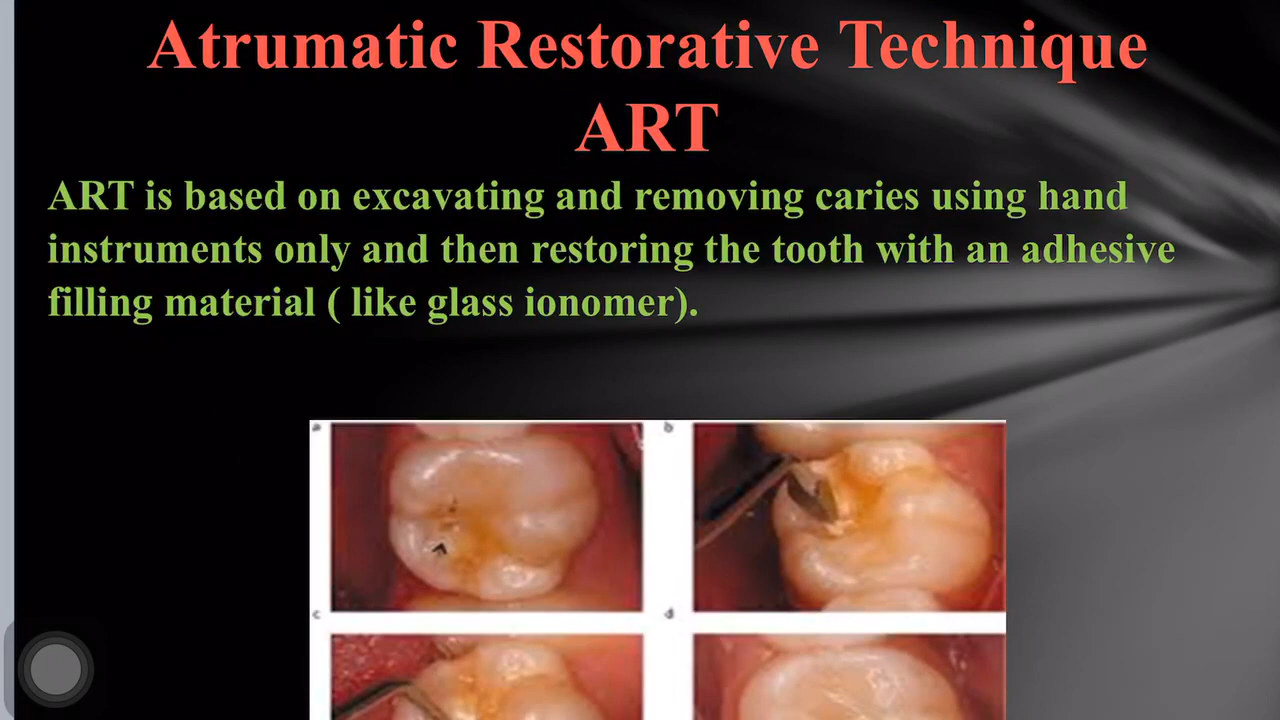 Atrumatic Restorative Technique
ART
ART is based on excavating and removing caries using hand
instruments only and then restoring the tooth with an adhesive
filling material ( like glass ionomer).
a
b
c
d